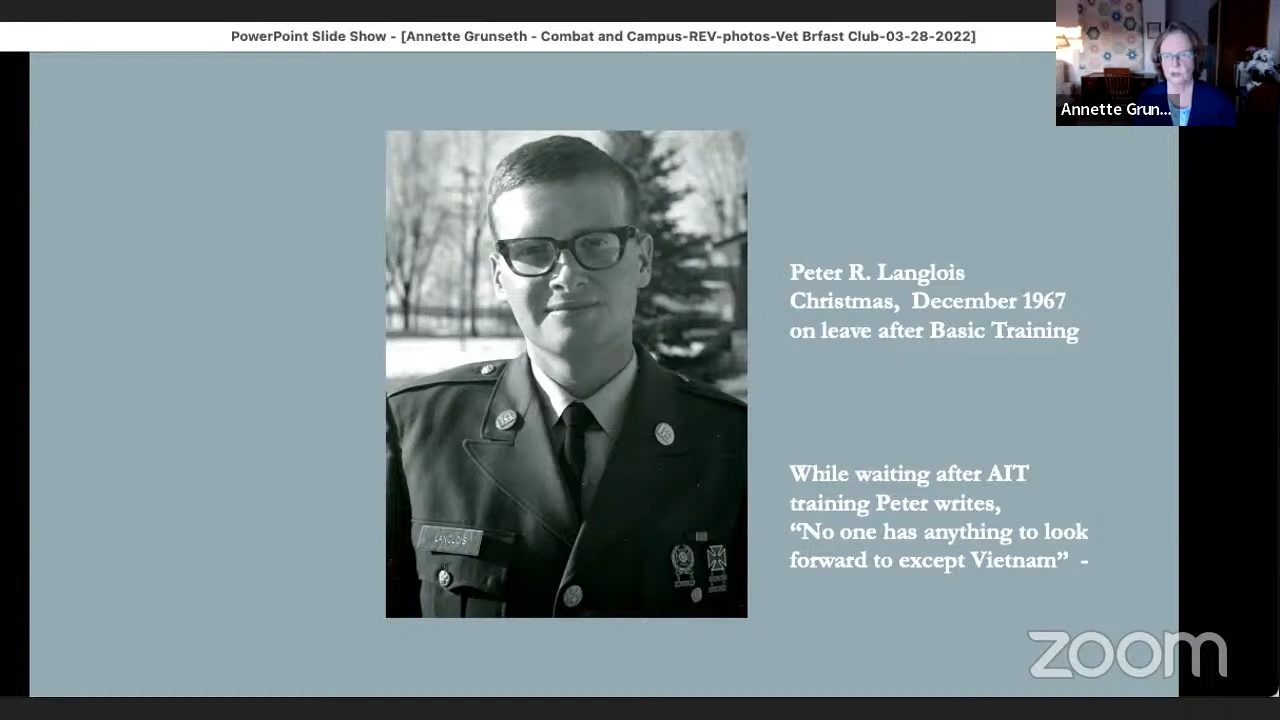 PowerPoint Slide Show - [Annette Grunseth - Combat and Campus-REV-photos-Vet Brfast Club-03-28-2022]
Annette Grun...
Peter R. Langlois
Christmas, December 1967
on leave after Basic Training
LANGLOIS
While waiting after AIT
training Peter writes,
“No one has anything to look
forward to except Vietnam” -
zoom